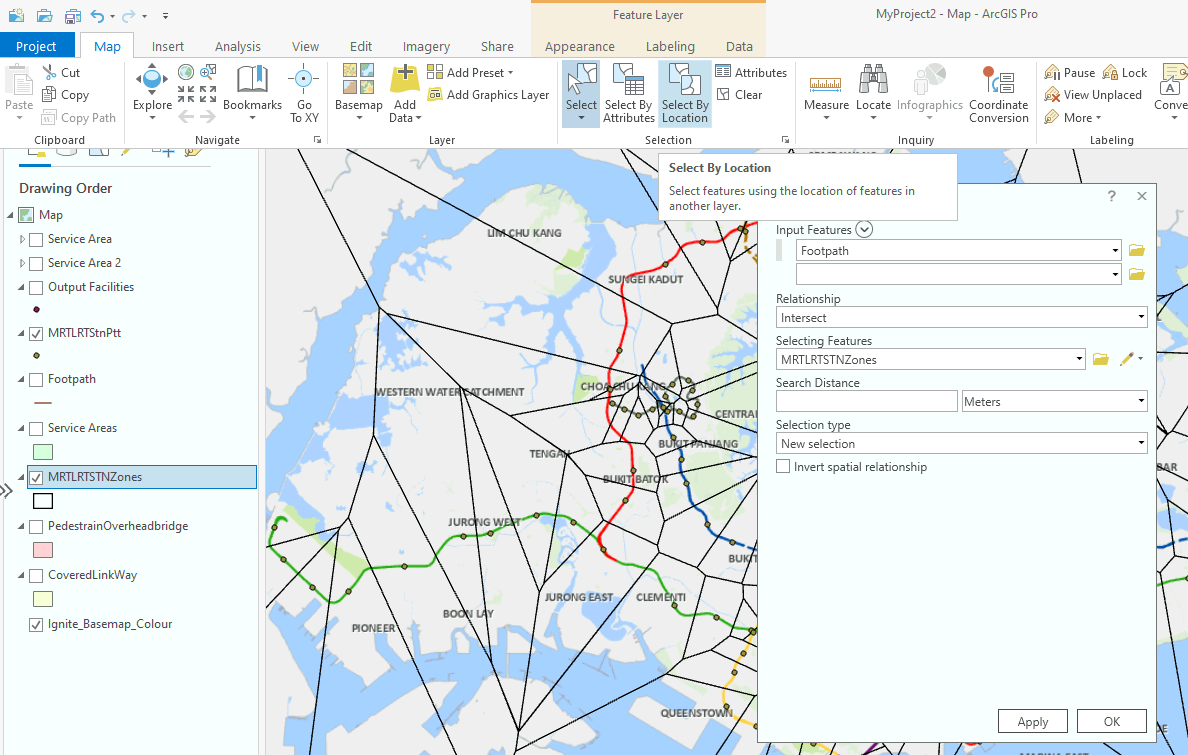 Feature Layer
MyProject2 - Map - ArcGIS Pro
Project
Map
Insert
Analysis
View
Edit
Imagery
Share
Appearance
Labeling
Data
Paste
Cut
Copy
Copy Path
Clipboard
Explore
Bookmarks
Go
To XY
Navigate
Basemap
Add
Data
Add Preset
Add Graphics Layer
Layer
Select
Select By
Attributes
Select By
Location
Attributes
Clear
Selection
Measure
Locate
Infographics
Coordinate
Conversion
Inquiry
Pause
Lock
View Unplaced
More
Conve
Labeling
Drawing Order
Map
Service Area
Service Area 2
Output Facilities
MRTLRTStnPtt
Footpath
Service Areas
MRTLRTSTNZones
PedestrainOverheadbridge
CoveredLinkWay
Ignite_Basemap_Colour
Select By Location
Select features using the location of features in
another layer.
?
Input Features
Footpath
Relationship
Intersect
Selecting Features
MRTLRTSTNZones
Search Distance
Meters
Selection type
New selection
Invert spatial relationship
Apply
OK
LIM CHU KANG
SUNGEI KADUT
WESTERN WATER CATCHMENT
CHOA CHU KANG
CENTRA
BUKIT PANJANG
TENGAH
BUKIT BATOK
JURONG WEST
BUKIT
JURONG EAST
CLEMENTI
BOON LAY
PIONEER
QUEENSTOWN
BAR
MARINA EAST